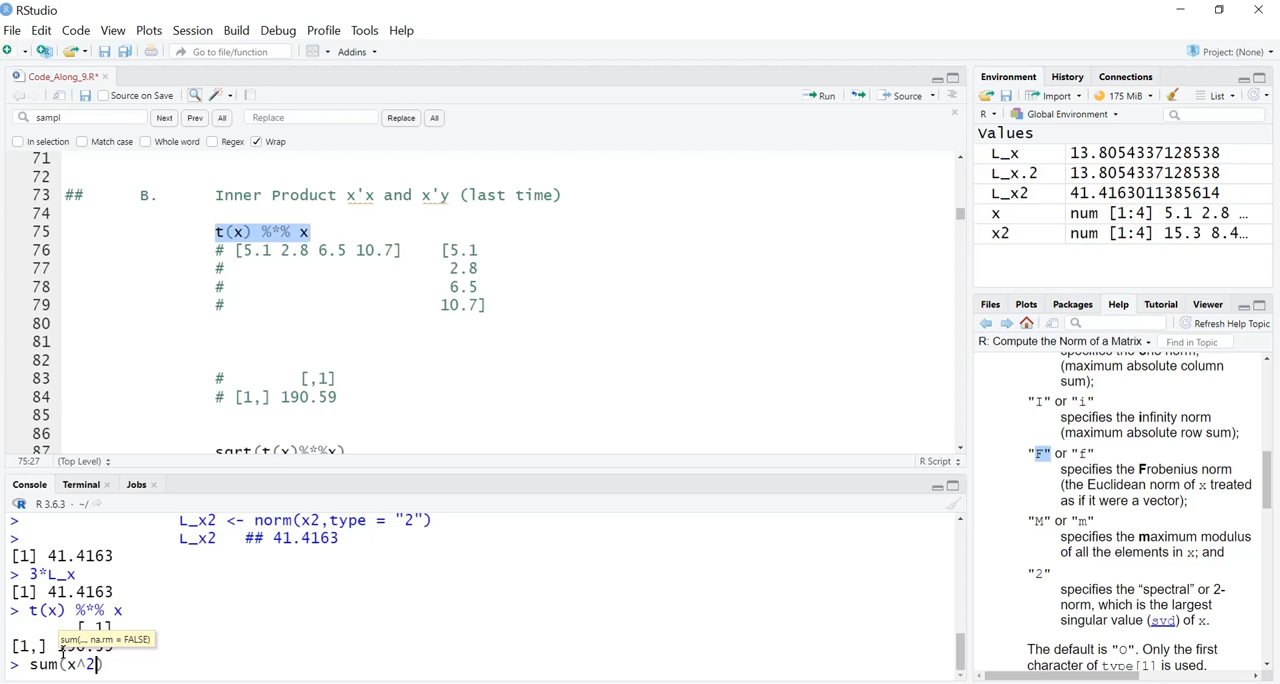 RStudio
File Edit Code View Plots Session Build Debug Profile Tools Help
Go to file/function Addins Project: (None)
Code_Along_9.R*
Source on Save Run Source
sampl Next Prev All Replace Replace All
In selection Match case Whole word Regex Wrap
71
72
73 ## B. Inner Product x'x and x'y (last time)
74
75 t(x) %*% x
76 # [5.1 2.8 6.5 10.7] [5.1
77 # 2.8
78 # 6.5
79 # 10.7]
80
81
82
83 # [,1]
84 # [1,] 190.59
85
86
87 sqrt(t(x)%*%x)
75:27 (Top Level) R Script
Console Terminal Jobs
R 3.6.3 · ~/
> L_x2 <- norm(x2,type = "2")
> L_x2 ## 41.4163
[1] 41.4163
> 3*L_x
[1] 41.4163
> t(x) %*% x
[,1]
sum(..., na.rm = FALSE)
[1,] 190.59
> sum(x^2)
Environment History Connections
Import 175 MiB List
R Global Environment
Values
L_x 13.8054337128538
L_x.2 13.8054337128538
L_x2 41.4163011385614
x num [1:4] 5.1 2.8 ...
x2 num [1:4] 15.3 8.4...
Files Plots Packages Help Tutorial Viewer
Refresh Help Topic
R: Compute the Norm of a Matrix Find in Topic
specifies the one norm,
(maximum absolute column
sum);
"I" or "i"
specifies the infinity norm
(maximum absolute row sum);
"F" or "f"
specifies the Frobenius norm
(the Euclidean norm of x treated
as if it were a vector);
"M" or "m"
specifies the maximum modulus
of all the elements in x; and
"2"
specifies the “spectral” or 2-
norm, which is the largest
singular value (svd) of x.
The default is "O". Only the first
character of type[1] is used.